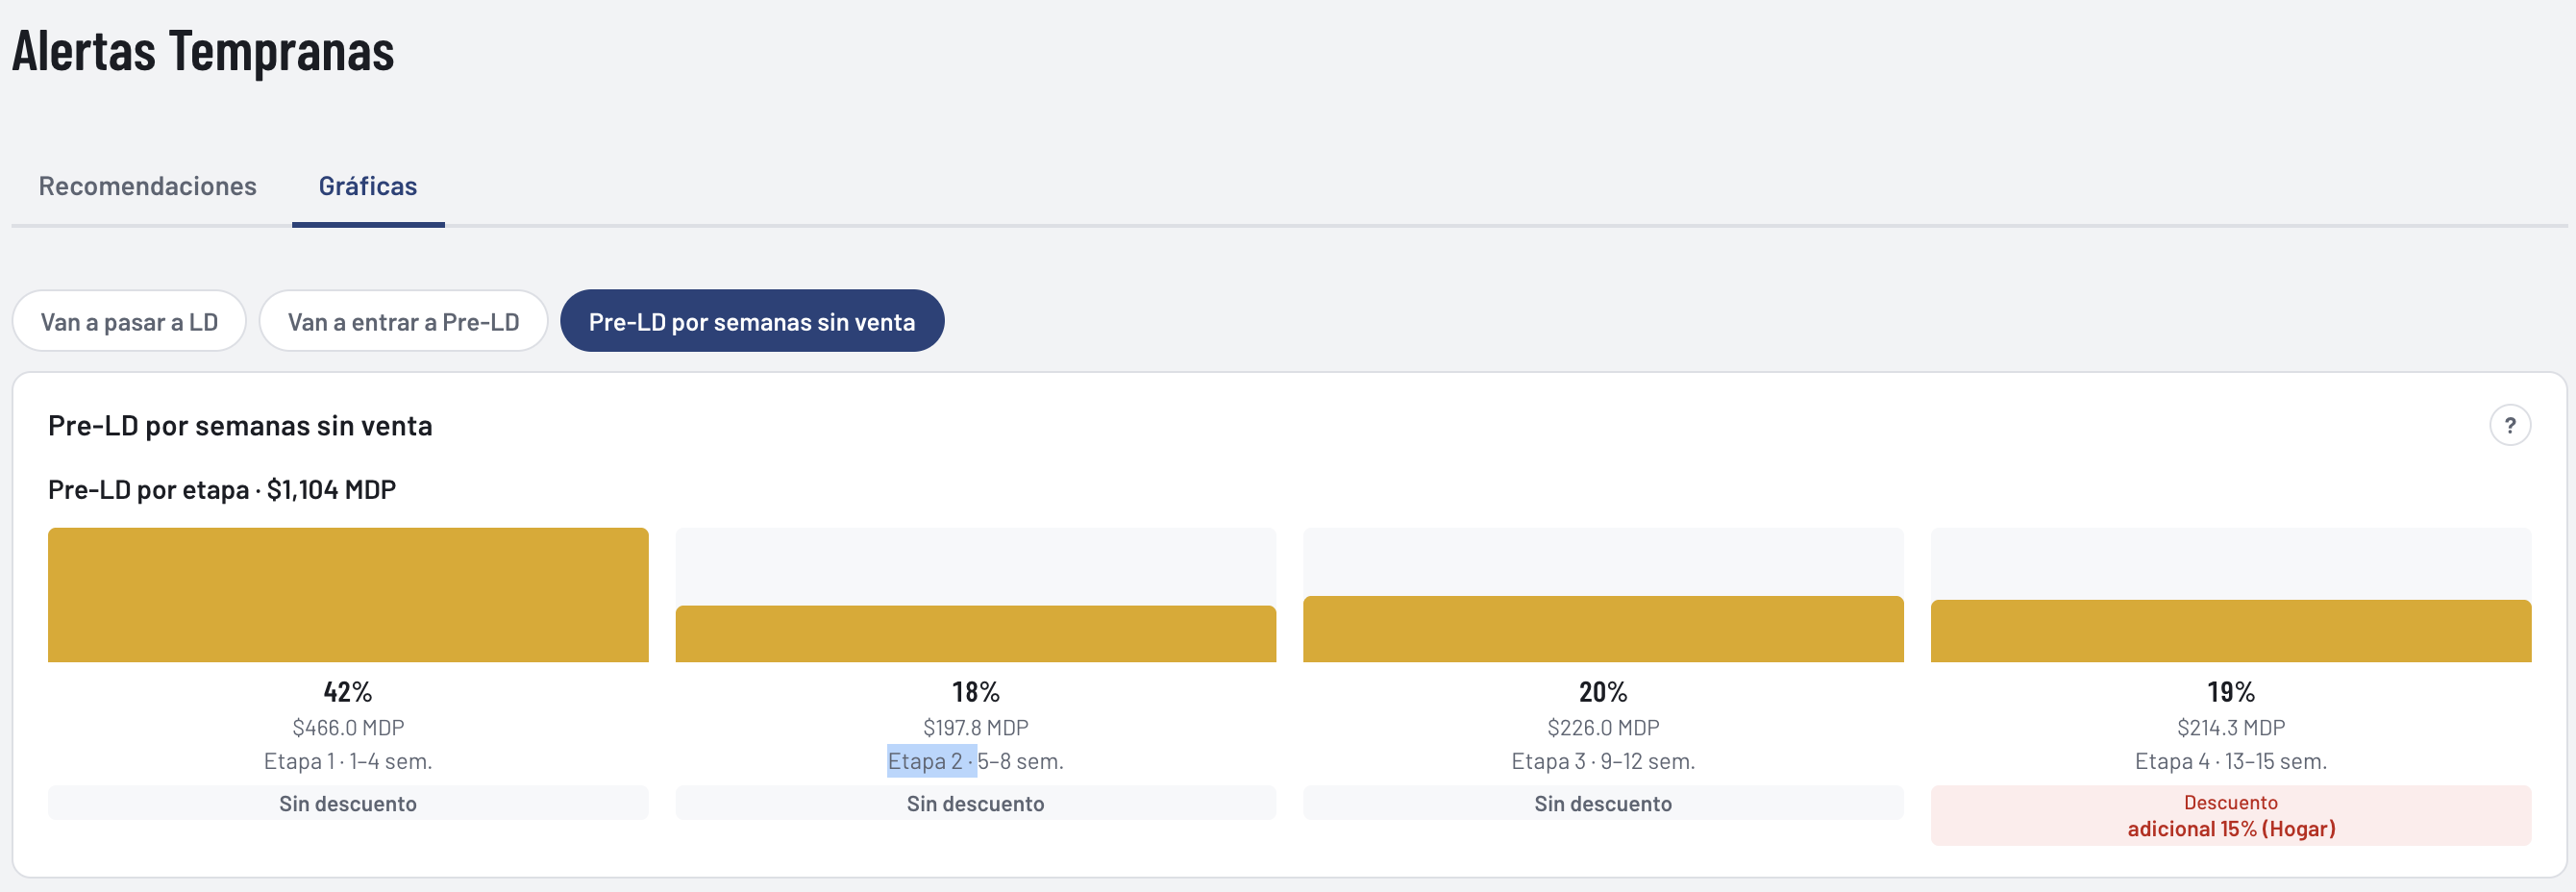 Alertas Tempranas
Recomendaciones
Gráficas
Van a pasar a LD
Van a entrar a Pre-LD
Pre-LD por semanas sin venta
Pre-LD por semanas sin venta
?
Pre-LD por etapa · $1,104 MDP
42%
$466.0 MDP
Etapa 1 · 1–4 sem.
Sin descuento
18%
$197.8 MDP
Etapa 2 · 5–8 sem.
Sin descuento
20%
$226.0 MDP
Etapa 3 · 9–12 sem.
Sin descuento
19%
$214.3 MDP
Etapa 4 · 13–15 sem.
Descuento
adicional 15% (Hogar)